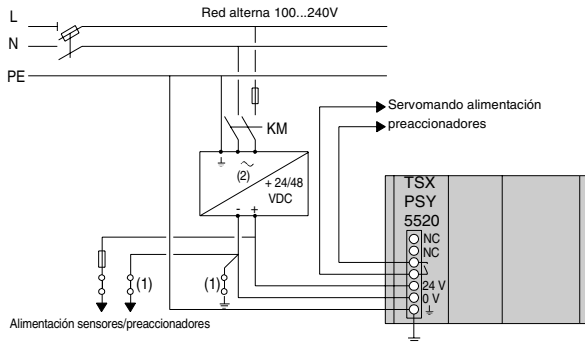 L
Red alterna 100...240V
N
PE
Servomando alimentación
preaccionadores
KM
(2)
+ 24/48
VDC
- +
TSX
PSY
5520
NC
NC
24 V
0 V
(1)
(1)
Alimentación sensores/preaccionadores